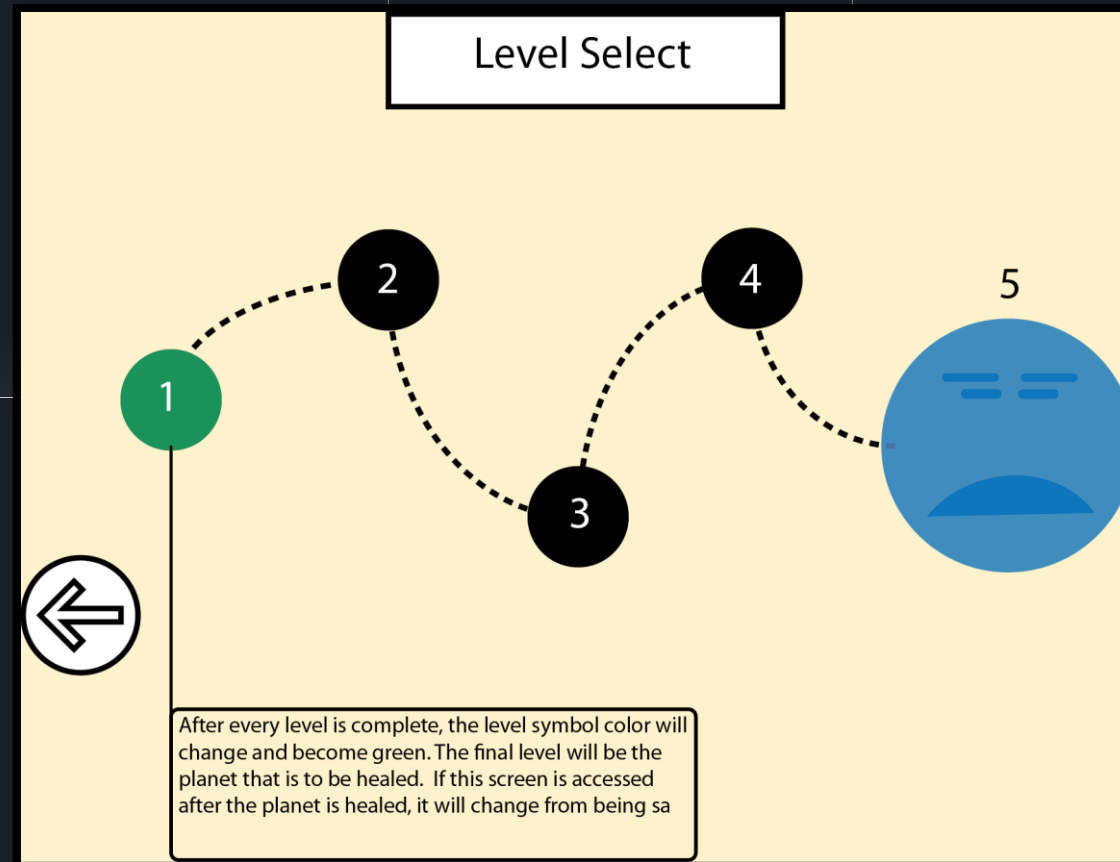 Level Select
2
4
5
1
3
After every level is complete, the level symbol color will
change and become green. The final level will be the
planet that is to be healed.  If this screen is accessed
after the planet is healed, it will change from being sa